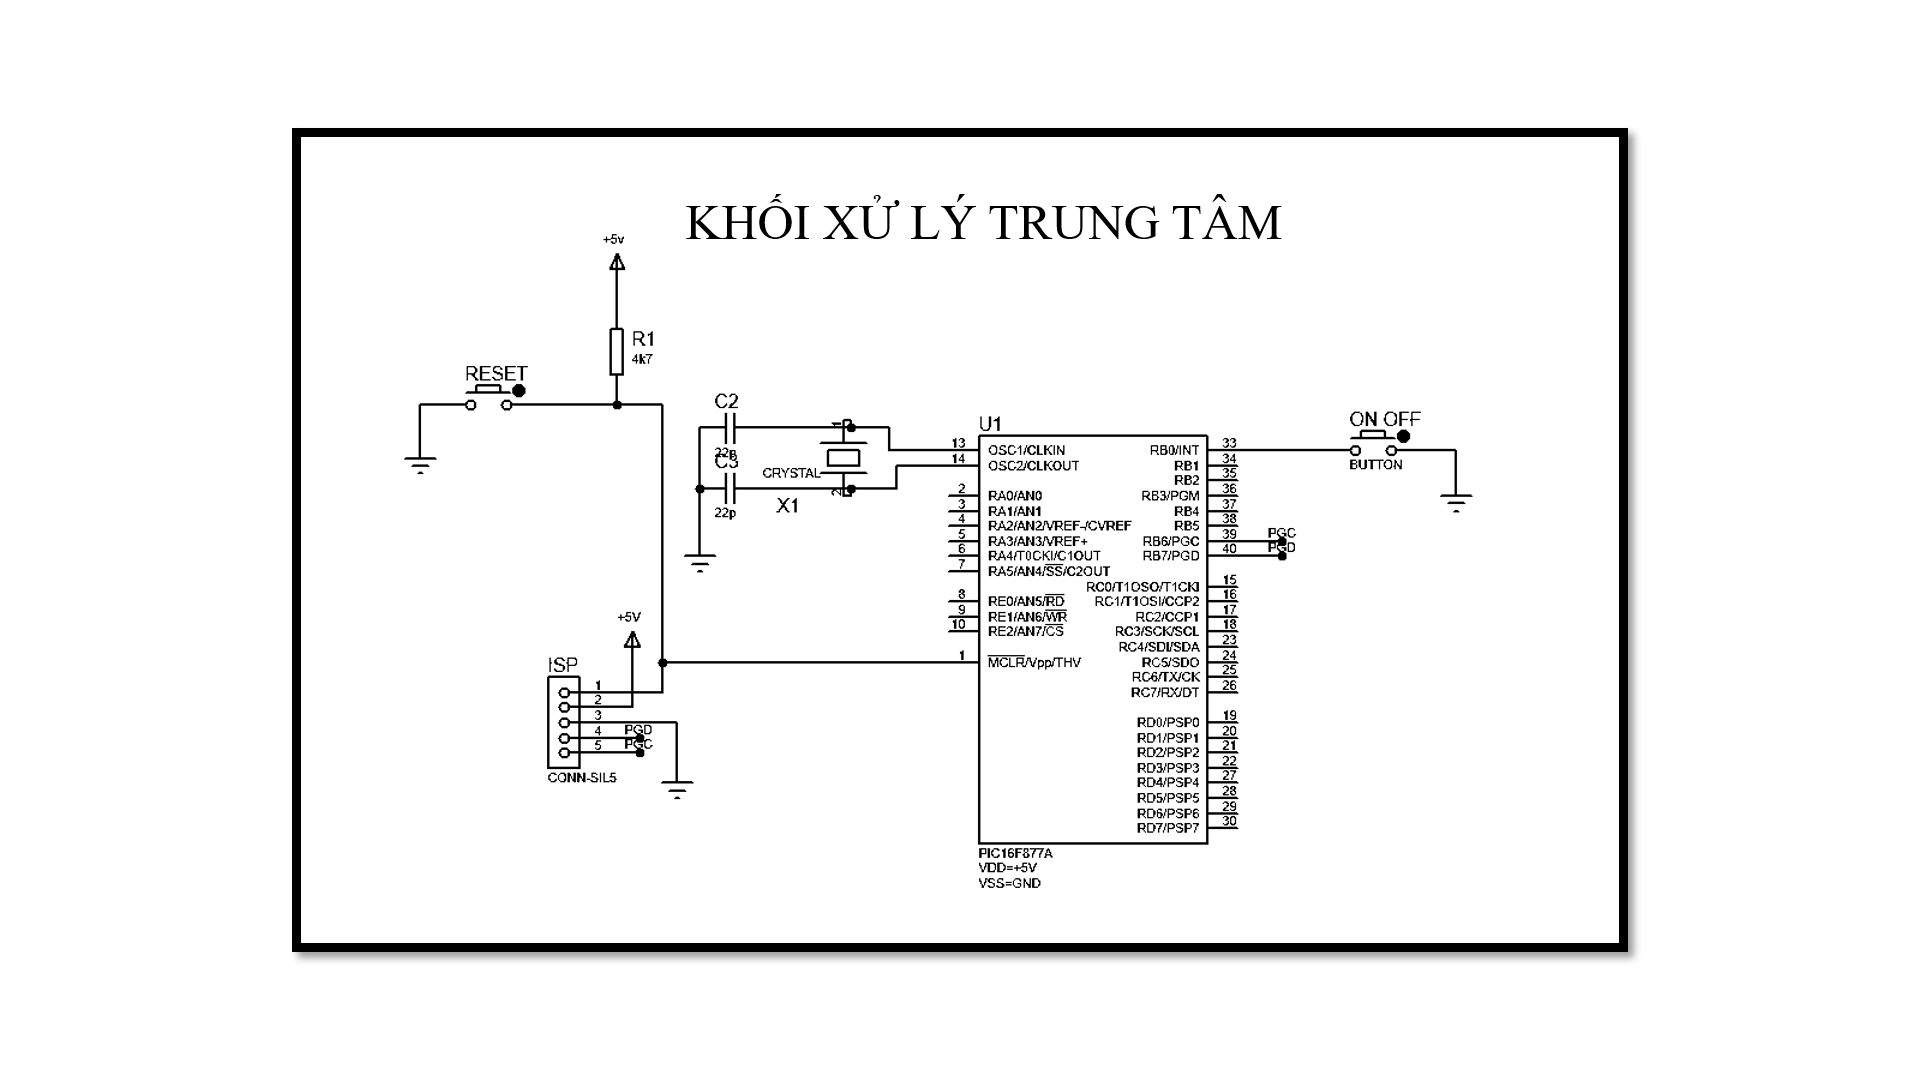 KHỐI XỬ LÝ TRUNG TÂM
+5v
R1
4k7
RESET
C2
22p
C3
22p
1
2
CRYSTAL
X1
U1
13 OSC1/CLKIN
14 OSC2/CLKOUT
2 RA0/AN0
3 RA1/AN1
4 RA2/AN2/VREF-/CVREF
5 RA3/AN3/VREF+
6 RA4/T0CKI/C1OUT
7 RA5/AN4/SS/C2OUT
8 RE0/AN5/RD
9 RE1/AN6/WR
10 RE2/AN7/CS
1 MCLR/Vpp/THV
RB0/INT 33
RB1 34
RB2 35
RB3/PGM 36
RB4 37
RB5 38
RB6/PGC 39 PGC
RB7/PGD 40 PGD
RC0/T1OSO/T1CKI 15
RC1/T1OSI/CCP2 16
RC2/CCP1 17
RC3/SCK/SCL 18
RC4/SDI/SDA 23
RC5/SDO 24
RC6/TX/CK 25
RC7/RX/DT 26
RD0/PSP0 19
RD1/PSP1 20
RD2/PSP2 21
RD3/PSP3 22
RD4/PSP4 27
RD5/PSP5 28
RD6/PSP6 29
RD7/PSP7 30
PIC16F877A
VDD=+5V
VSS=GND
ON OFF
BUTTON
+5V
ISP
1
2
3
4 PGD
5 PGC
CONN-SIL5